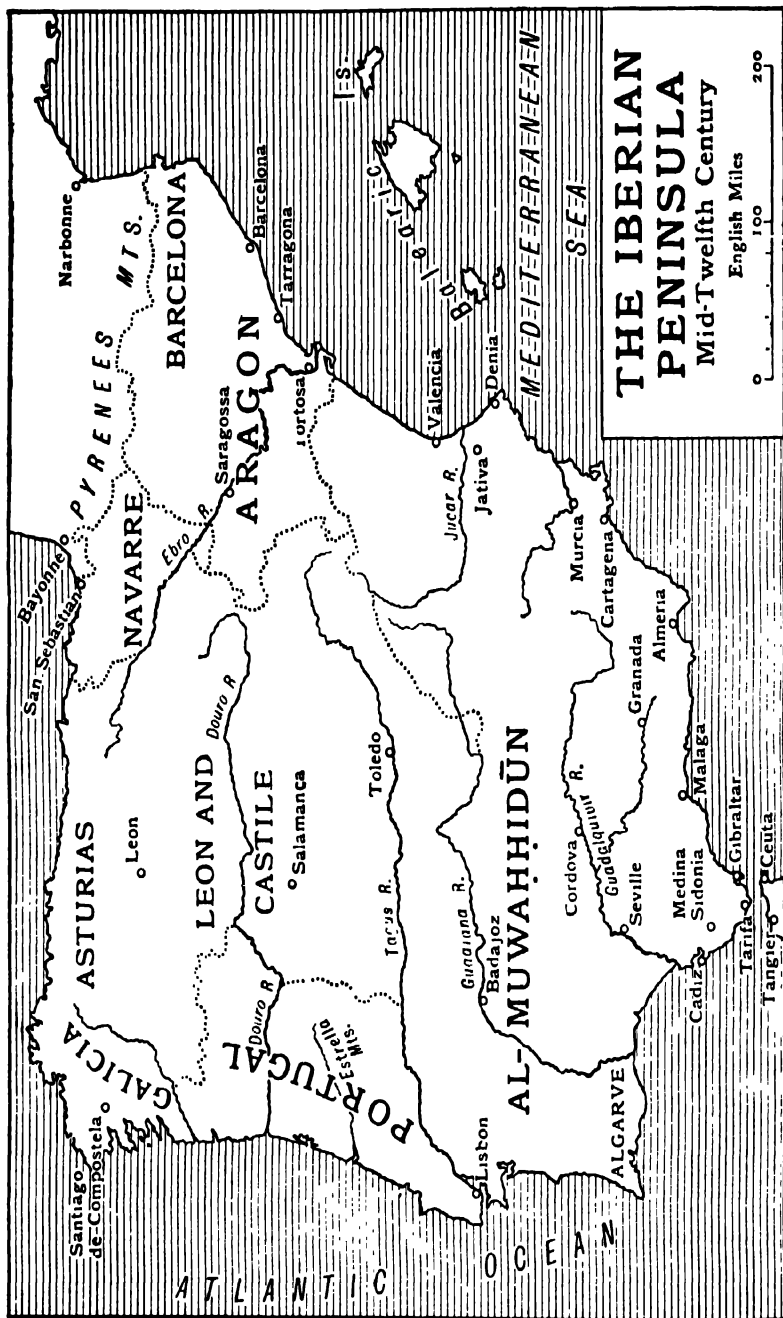 THE IBERIAN
PENINSULA
Mid-Twelfth Century
English Miles
0
100
200
ATLANTIC
OCEAN
MEDITERRANEAN
SEA
Balearic
Is.
PYRENEES
MTS.
Narbonne
Bayonne
San Sebastian
Santiago
de Compostela
GALICIA
ASTURIAS
Leon
LEON AND
CASTILE
NAVARRE
ARAGON
BARCELONA
Barcelona
Tarragona
Tortosa
Saragossa
Ebro R.
Douro R
Douro R
Salamanca
PORTUGAL
Estrella
Mts.
Tagus R.
Toledo
Lisbon
Guadiana R.
Badajoz
AL-MUWAḤḤIDŪN
ALGARVE
Jucar R.
Valencia
Jativa
Denia
Murcia
Cartagena
Cordova
Guadalquivir R.
Seville
Granada
Almeria
Malaga
Medina
Sidonia
Cadiz
Gibraltar
Tarifa
Ceuta
Tangier